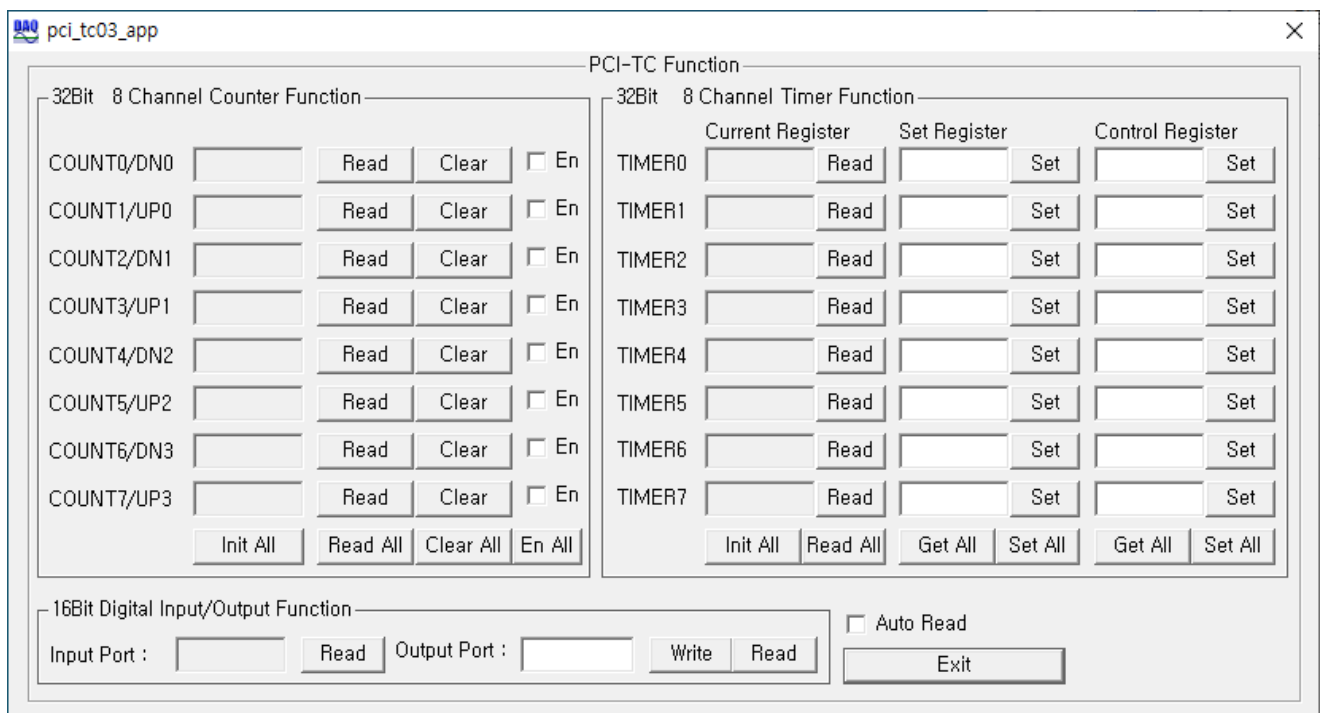 DAQ pci_tc03_app
PCI-TC Function
32Bit 8 Channel Counter Function
COUNT0/DN0 Read Clear En
COUNT1/UP0 Read Clear En
COUNT2/DN1 Read Clear En
COUNT3/UP1 Read Clear En
COUNT4/DN2 Read Clear En
COUNT5/UP2 Read Clear En
COUNT6/DN3 Read Clear En
COUNT7/UP3 Read Clear En
Init All Read All Clear All En All
32Bit 8 Channel Timer Function
Current Register Set Register Control Register
TIMER0 Read Set Set
TIMER1 Read Set Set
TIMER2 Read Set Set
TIMER3 Read Set Set
TIMER4 Read Set Set
TIMER5 Read Set Set
TIMER6 Read Set Set
TIMER7 Read Set Set
Init All Read All Get All Set All Get All Set All
16Bit Digital Input/Output Function
Input Port : Read Output Port : Write Read
Auto Read
Exit